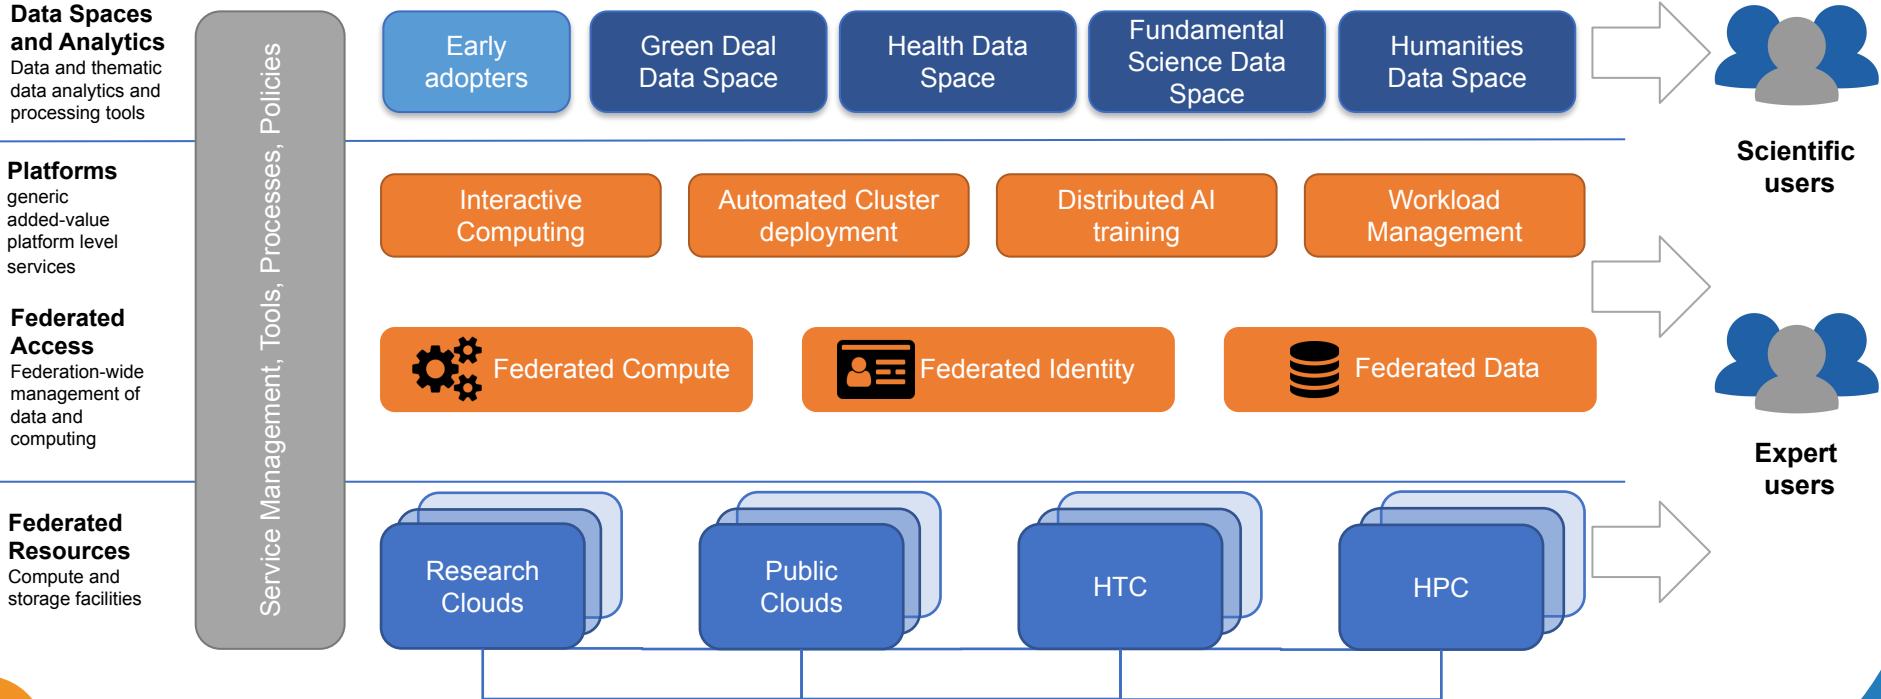 Data Spaces
and Analytics
Data and thematic
data analytics and
processing tools
Platforms
generic
added-value
platform level
services
Federated
Access
Federation-wide
management of
data and
computing
Federated
Resources
Compute and
storage facilities
Service Management, Tools, Processes, Policies
Early
adopters
Green Deal
Data Space
Health Data
Space
Fundamental
Science Data
Space
Humanities
Data Space
Interactive
Computing
Automated Cluster
deployment
Distributed AI
training
Workload
Management
Federated Compute
Federated Identity
Federated Data
Research
Clouds
Public
Clouds
HTC
HPC
Scientific
users
Expert
users